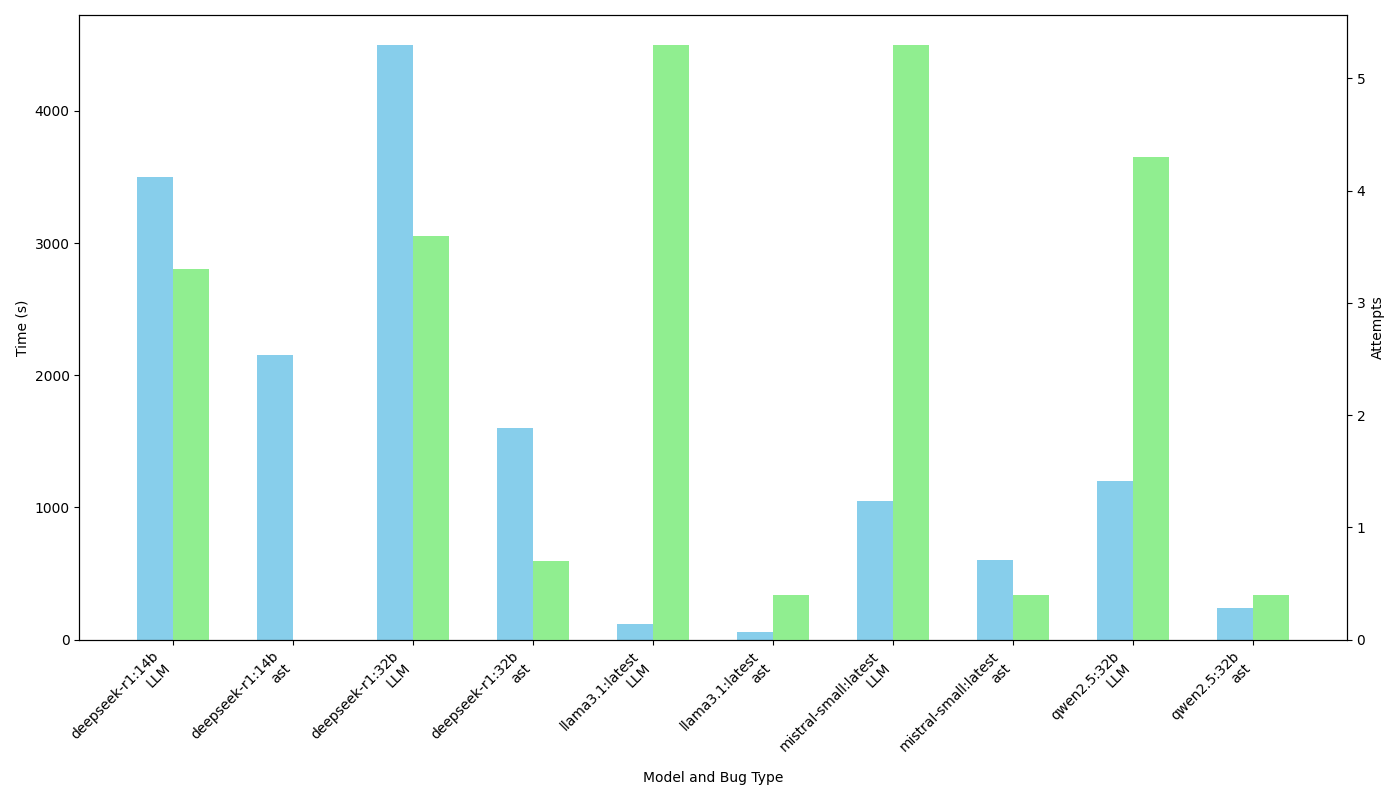 Time (s)
4000
3000
2000
1000
0
5
4
3
2
1
0
Attempts
deepseek-r1:14b
LLM
deepseek-r1:14b
ast
deepseek-r1:32b
LLM
deepseek-r1:32b
ast
llama3.1:latest
LLM
llama3.1:latest
ast
mistral-small:latest
LLM
mistral-small:latest
ast
qwen2.5:32b
LLM
qwen2.5:32b
ast
Model and Bug Type